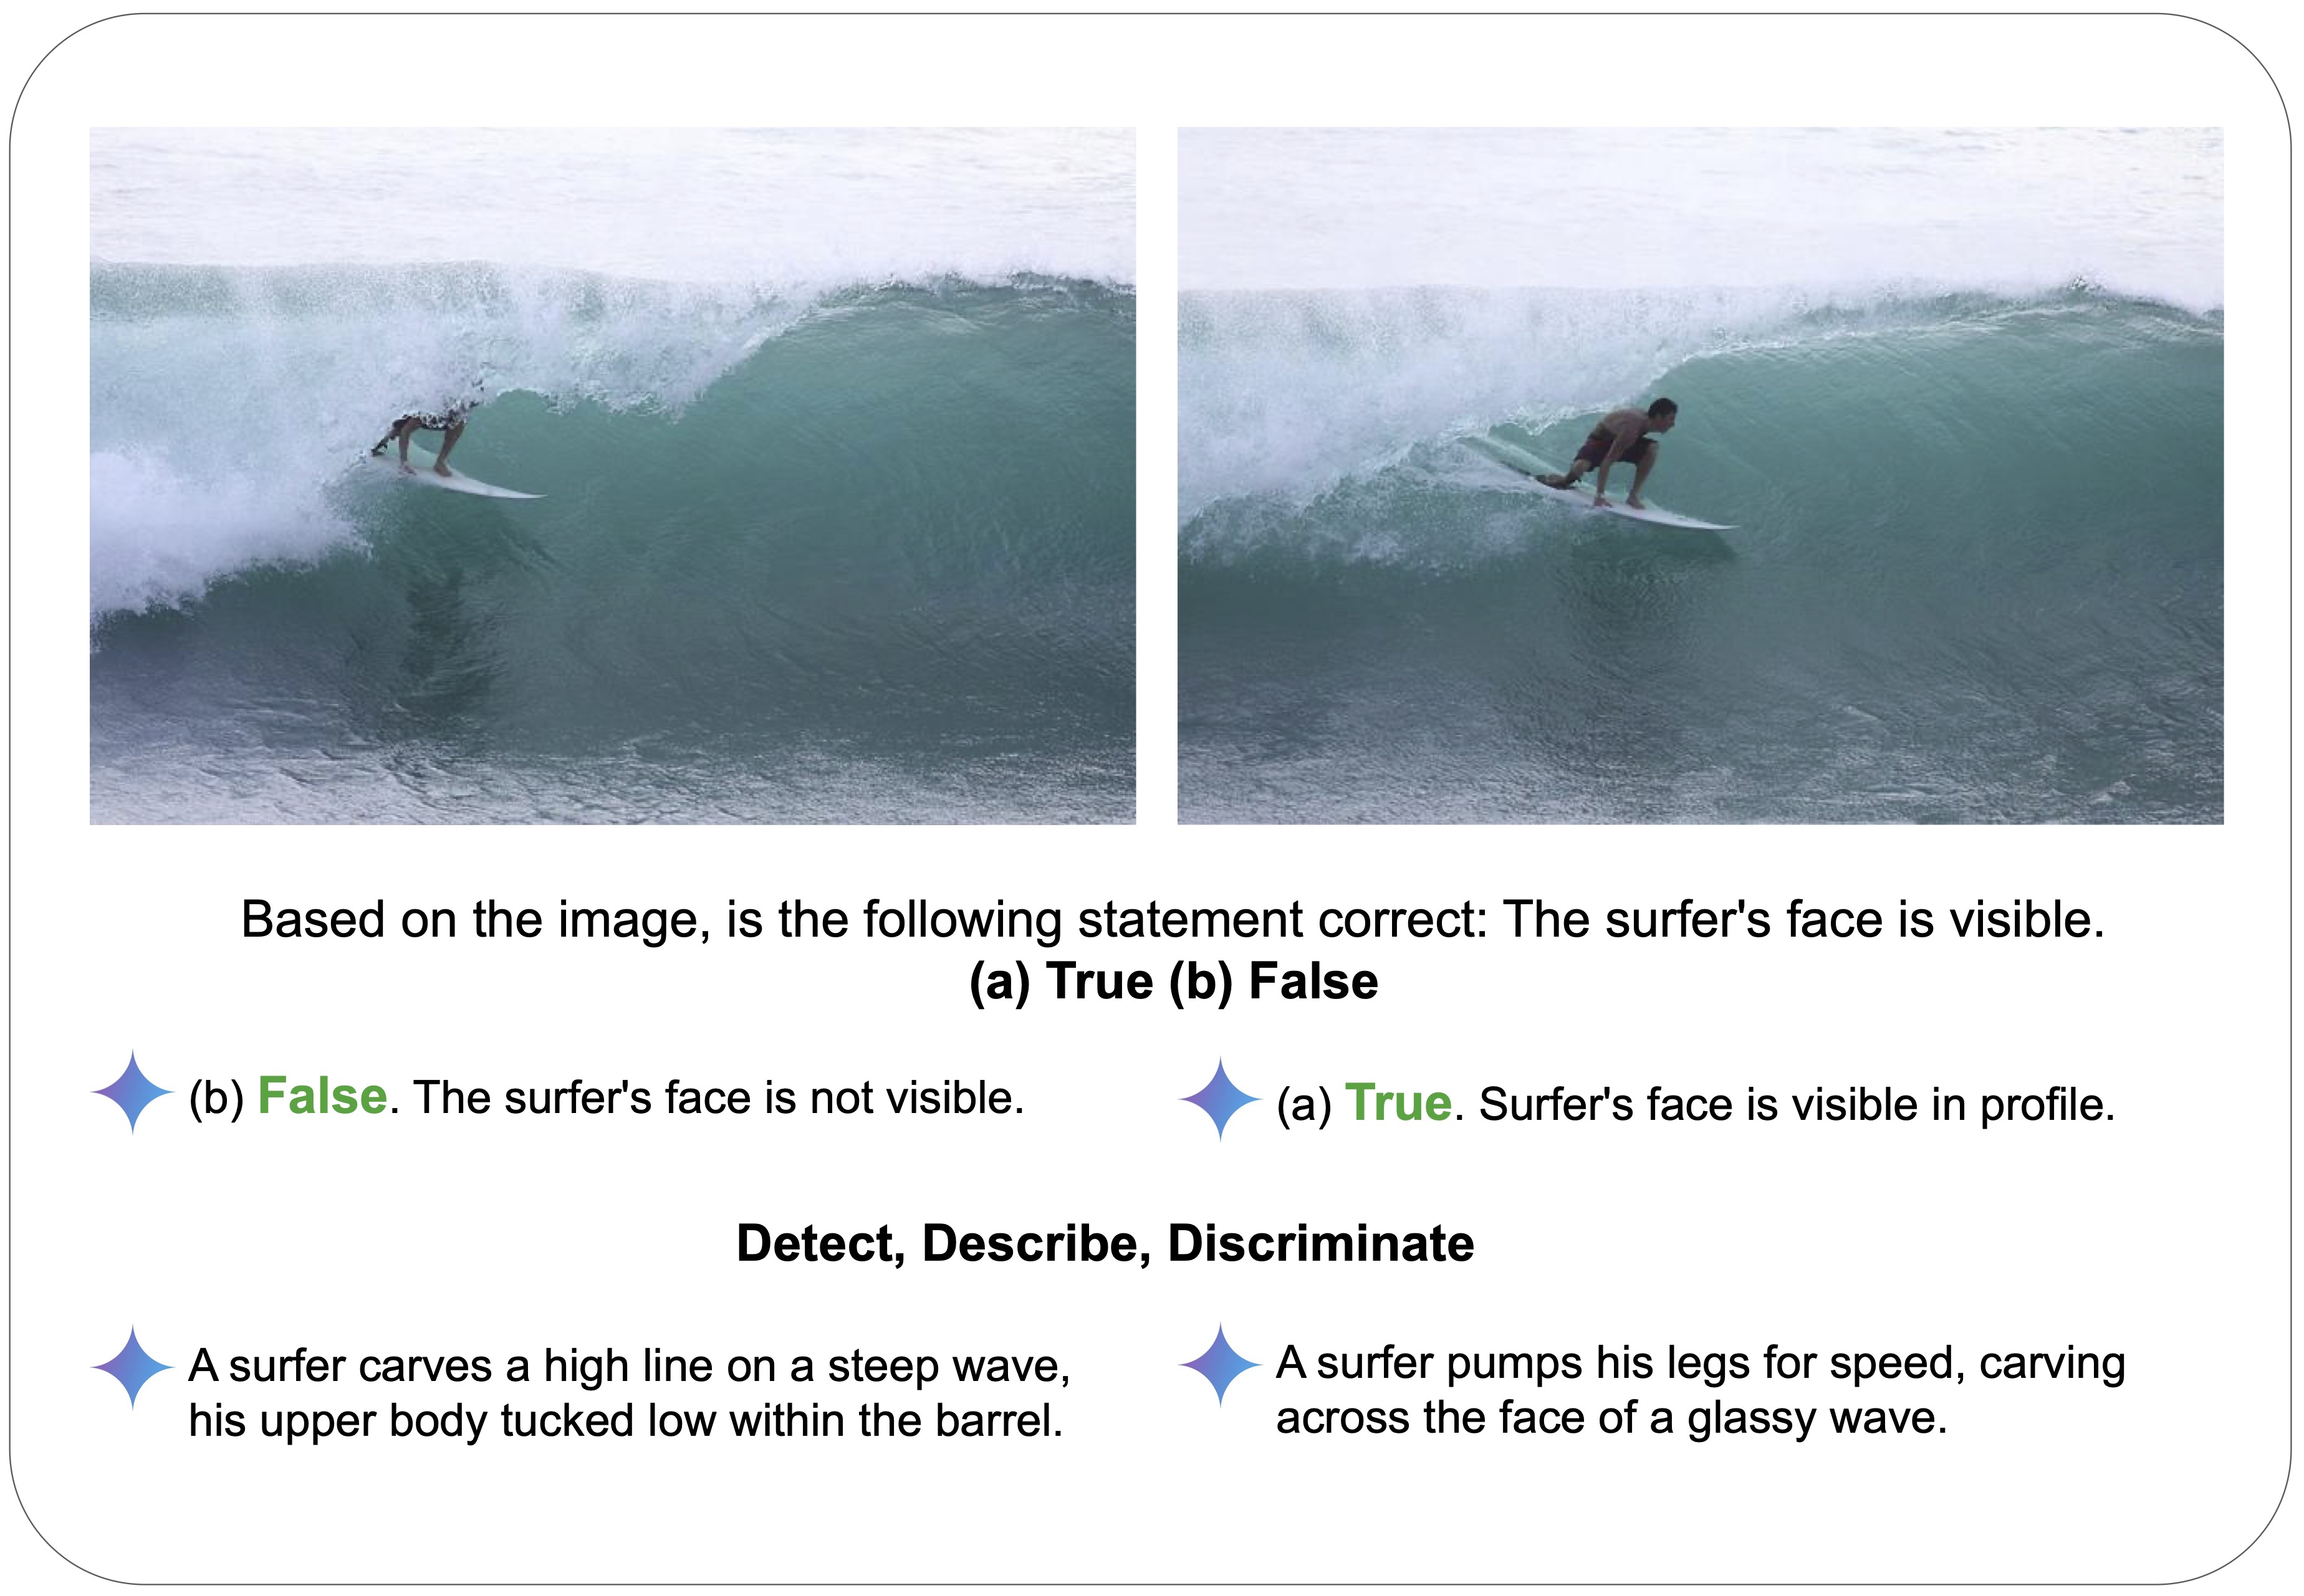 Based on the image, is the following statement correct: The surfer's face is visible.
(a) True (b) False
(b) False. The surfer's face is not visible.
(a) True. Surfer's face is visible in profile.
Detect, Describe, Discriminate
A surfer carves a high line on a steep wave,
his upper body tucked low within the barrel.
A surfer pumps his legs for speed, carving
across the face of a glassy wave.